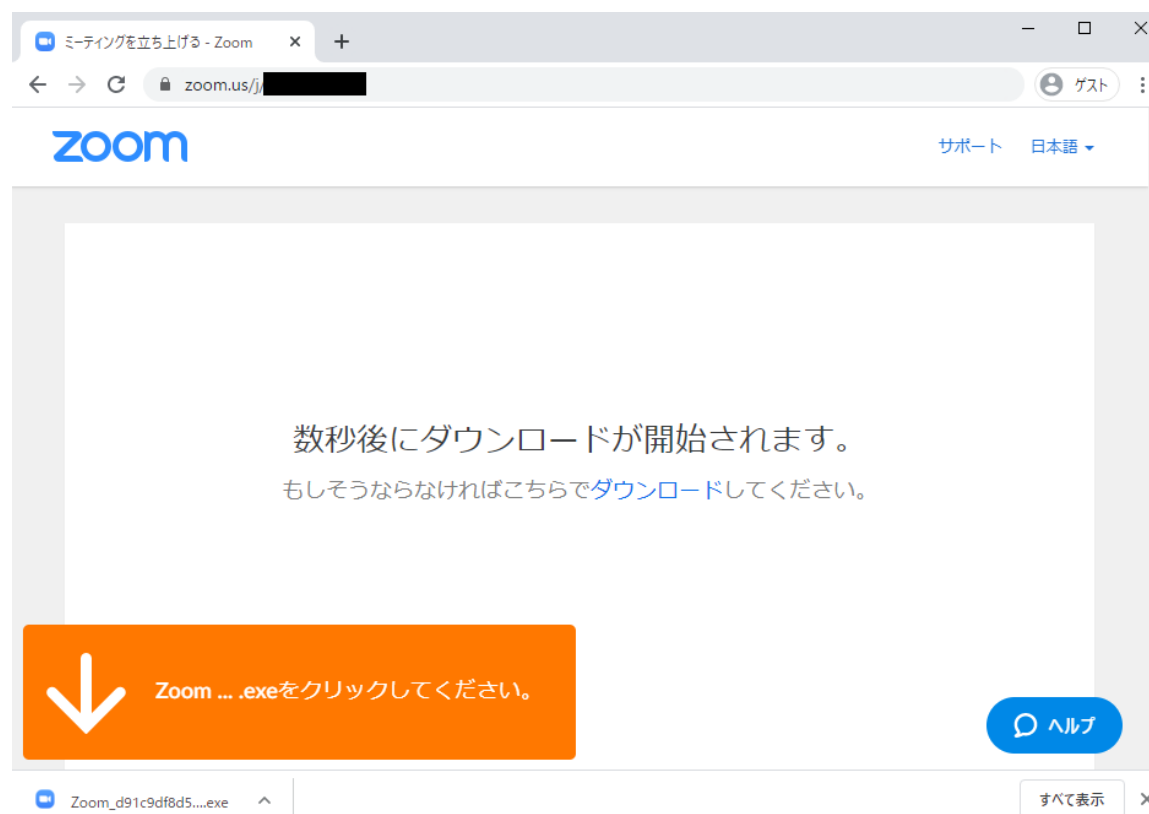 ミーティングを立ち上げる - Zoom
zoom.us/j/
ゲスト
zoom
サポート 日本語
数秒後にダウンロードが開始されます。
もしそうならなければこちらでダウンロードしてください。
Zoom ... .exeをクリックしてください。
ヘルプ
Zoom_d91c9df8d5....exe
すべて表示